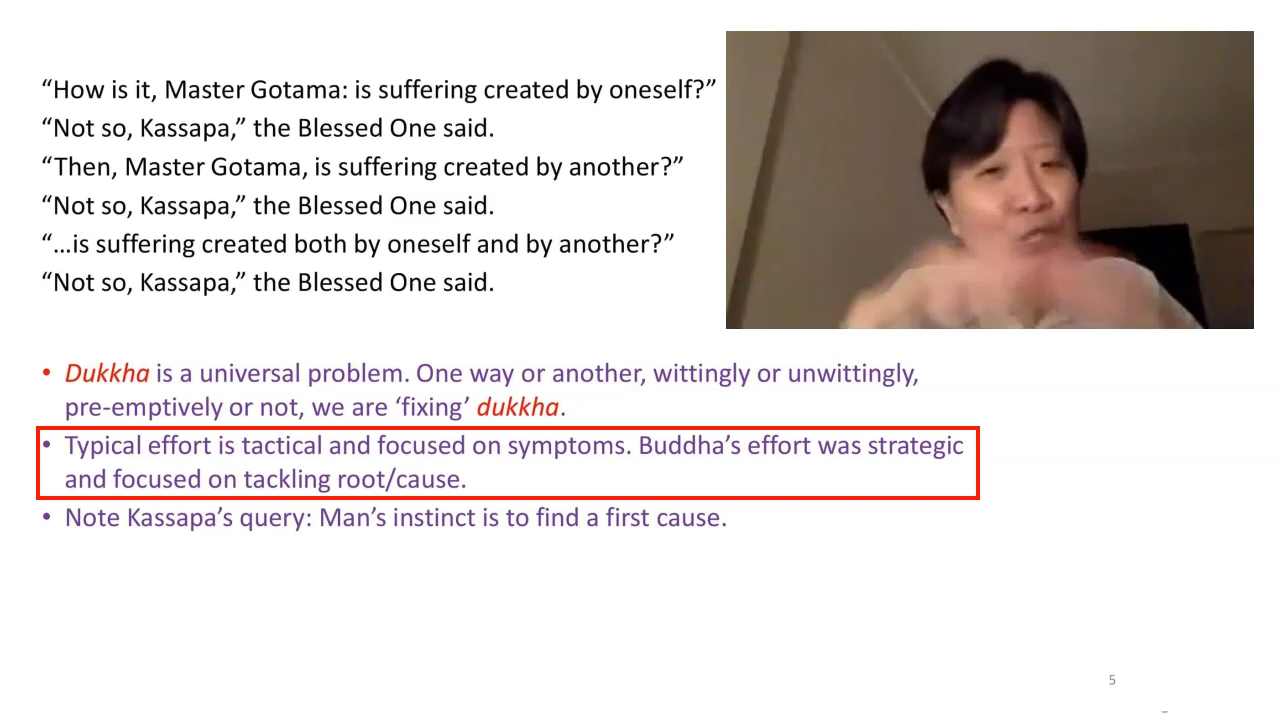 “How is it, Master Gotama: is suffering created by oneself?”
“Not so, Kassapa,” the Blessed One said.
“Then, Master Gotama, is suffering created by another?”
“Not so, Kassapa,” the Blessed One said.
“…is suffering created both by oneself and by another?”
“Not so, Kassapa,” the Blessed One said.
• Dukkha is a universal problem. One way or another, wittingly or unwittingly,
pre-emptively or not, we are ‘fixing’ dukkha.
• Typical effort is tactical and focused on symptoms. Buddha’s effort was strategic
and focused on tackling root/cause.
• Note Kassapa’s query: Man’s instinct is to find a first cause.
5